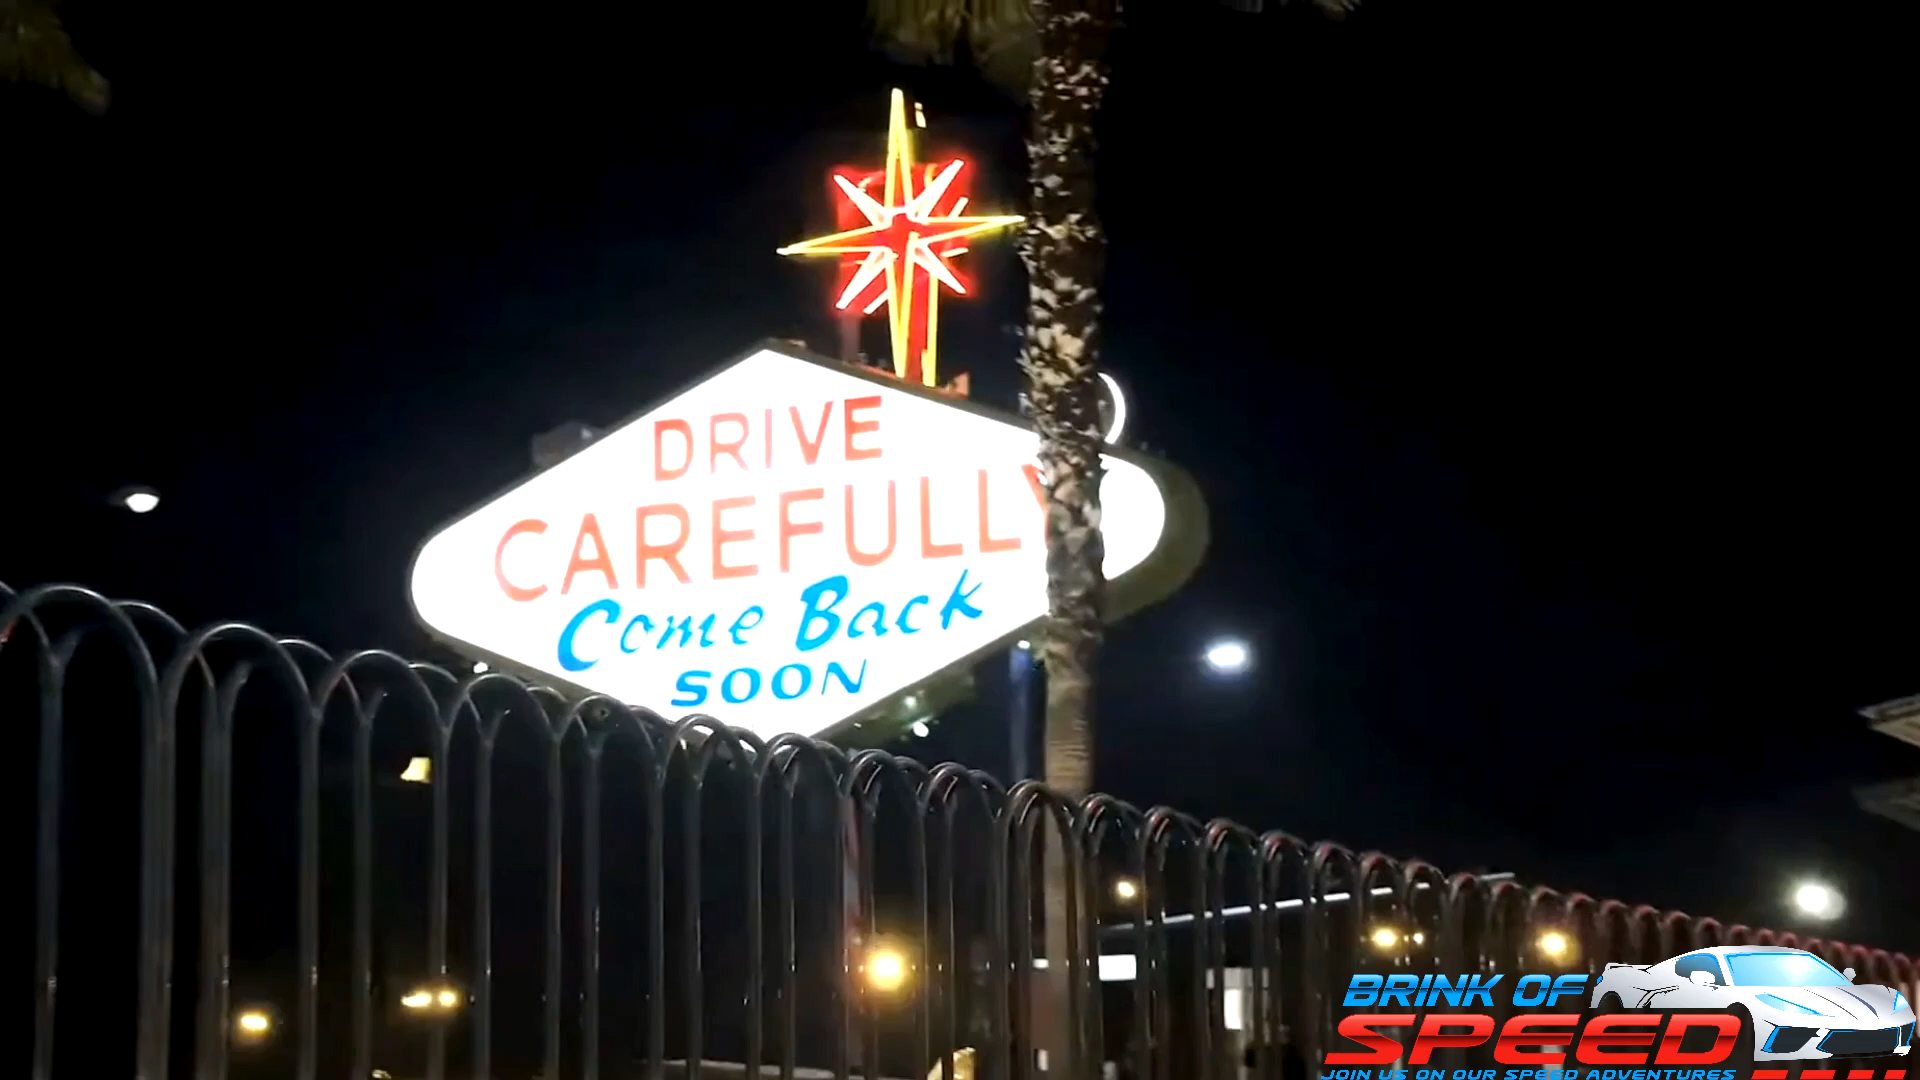 DRIVE
CAREFULLY
Come Back
SOON
BRINK OF
SPEED
JOIN US ON OUR SPEED ADVENTURES